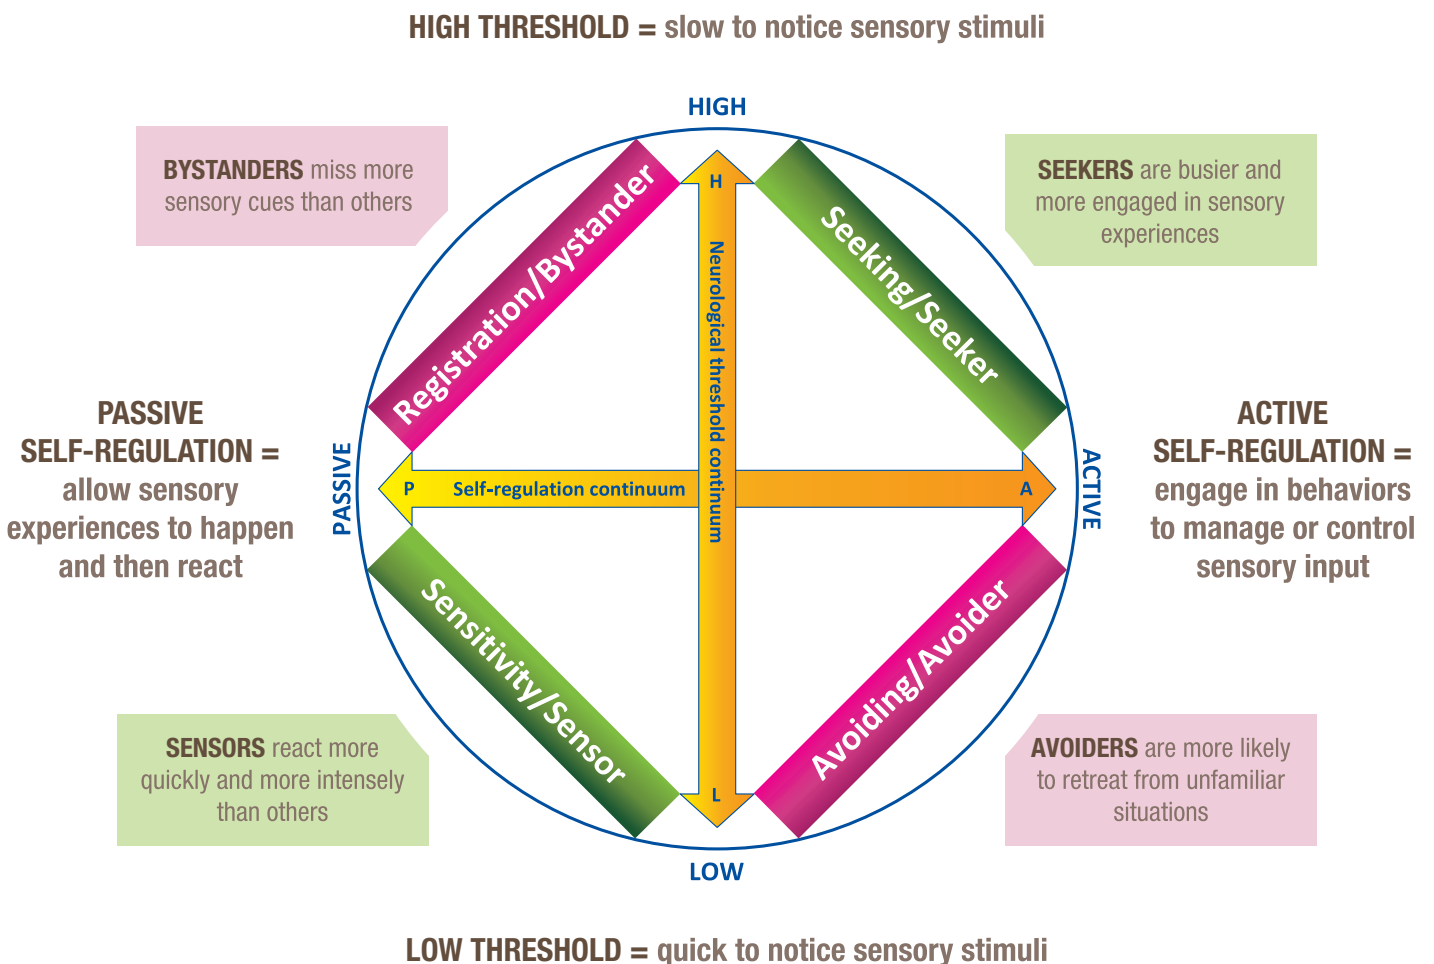 HIGH THRESHOLD = slow to notice sensory stimuli
HIGH
BYSTANDERS miss more
sensory cues than others
SEEKERS are busier and
more engaged in sensory
experiences
Registration/Bystander
H
Seeking/Seeker
Neurological threshold continuum
PASSIVE
SELF-REGULATION =
allow sensory
experiences to happen
and then react
PASSIVE
P
Self-regulation continuum
A
ACTIVE
ACTIVE
SELF-REGULATION =
engage in behaviors
to manage or control
sensory input
Sensitivity/Sensor
L
Avoiding/Avoider
SENSORS react more
quickly and more intensely
than others
AVOIDERS are more likely
to retreat from unfamiliar
situations
LOW
LOW THRESHOLD = quick to notice sensory stimuli